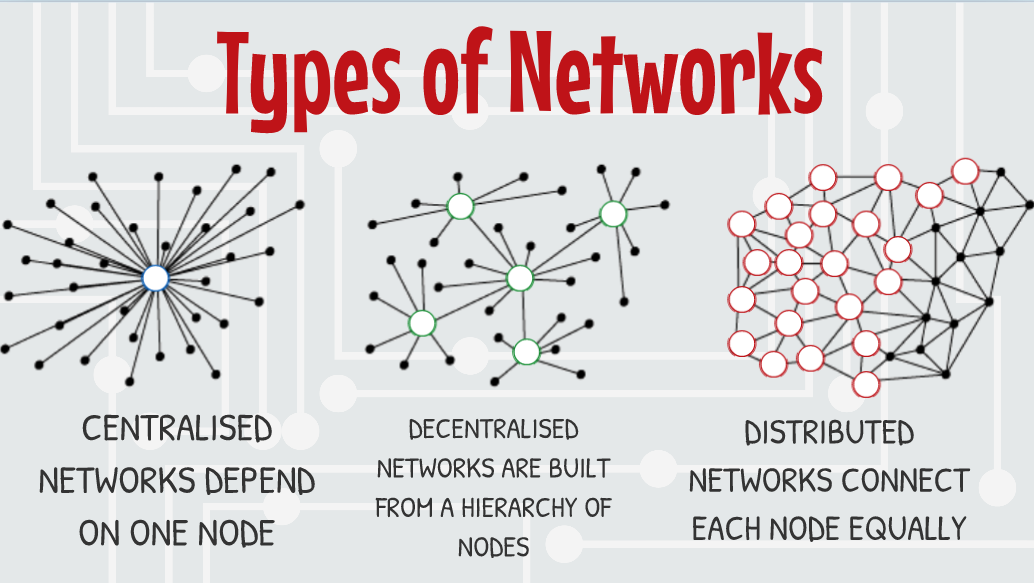 Types of Networks
CENTRALISED
NETWORKS DEPEND
ON ONE NODE
DECENTRALISED
NETWORKS ARE BUILT
FROM A HIERARCHY OF
NODES
DISTRIBUTED
NETWORKS CONNECT
EACH NODE EQUALLY